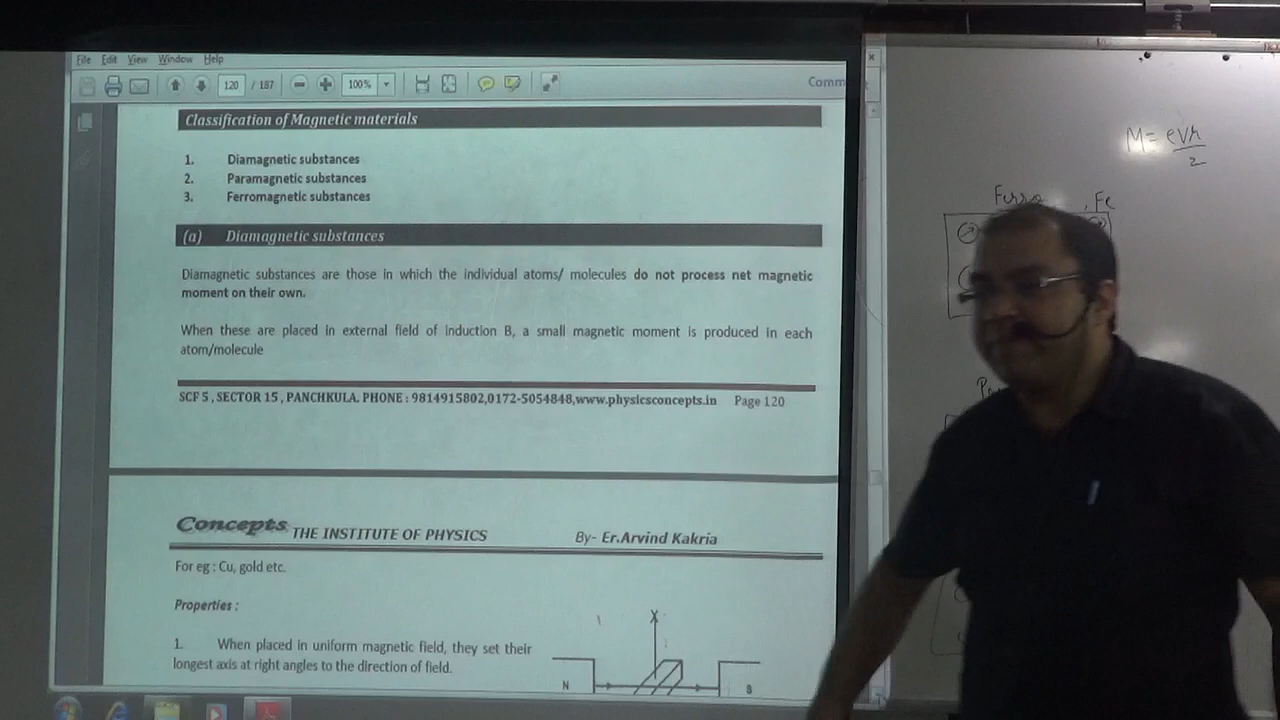 File Edit View Window Help
120 / 187 100% Comm
Classification of Magnetic materials
1. Diamagnetic substances
2. Paramagnetic substances
3. Ferromagnetic substances
(a) Diamagnetic substances
Diamagnetic substances are those in which the individual atoms/ molecules do not process net magnetic
moment on their own.
When these are placed in external field of induction B, a small magnetic moment is produced in each
atom/molecule
SCF 5 , SECTOR 15 , PANCHKULA. PHONE : 9814915802,0172-5054848,www.physicsconcepts.in Page 120
Concepts THE INSTITUTE OF PHYSICS By- Er.Arvind Kakria
For eg : Cu, gold etc.
Properties :
1. When placed in uniform magnetic field, they set their
longest axis at right angles to the direction of field.
X
N S
M = evr
2
Ferro , Fe